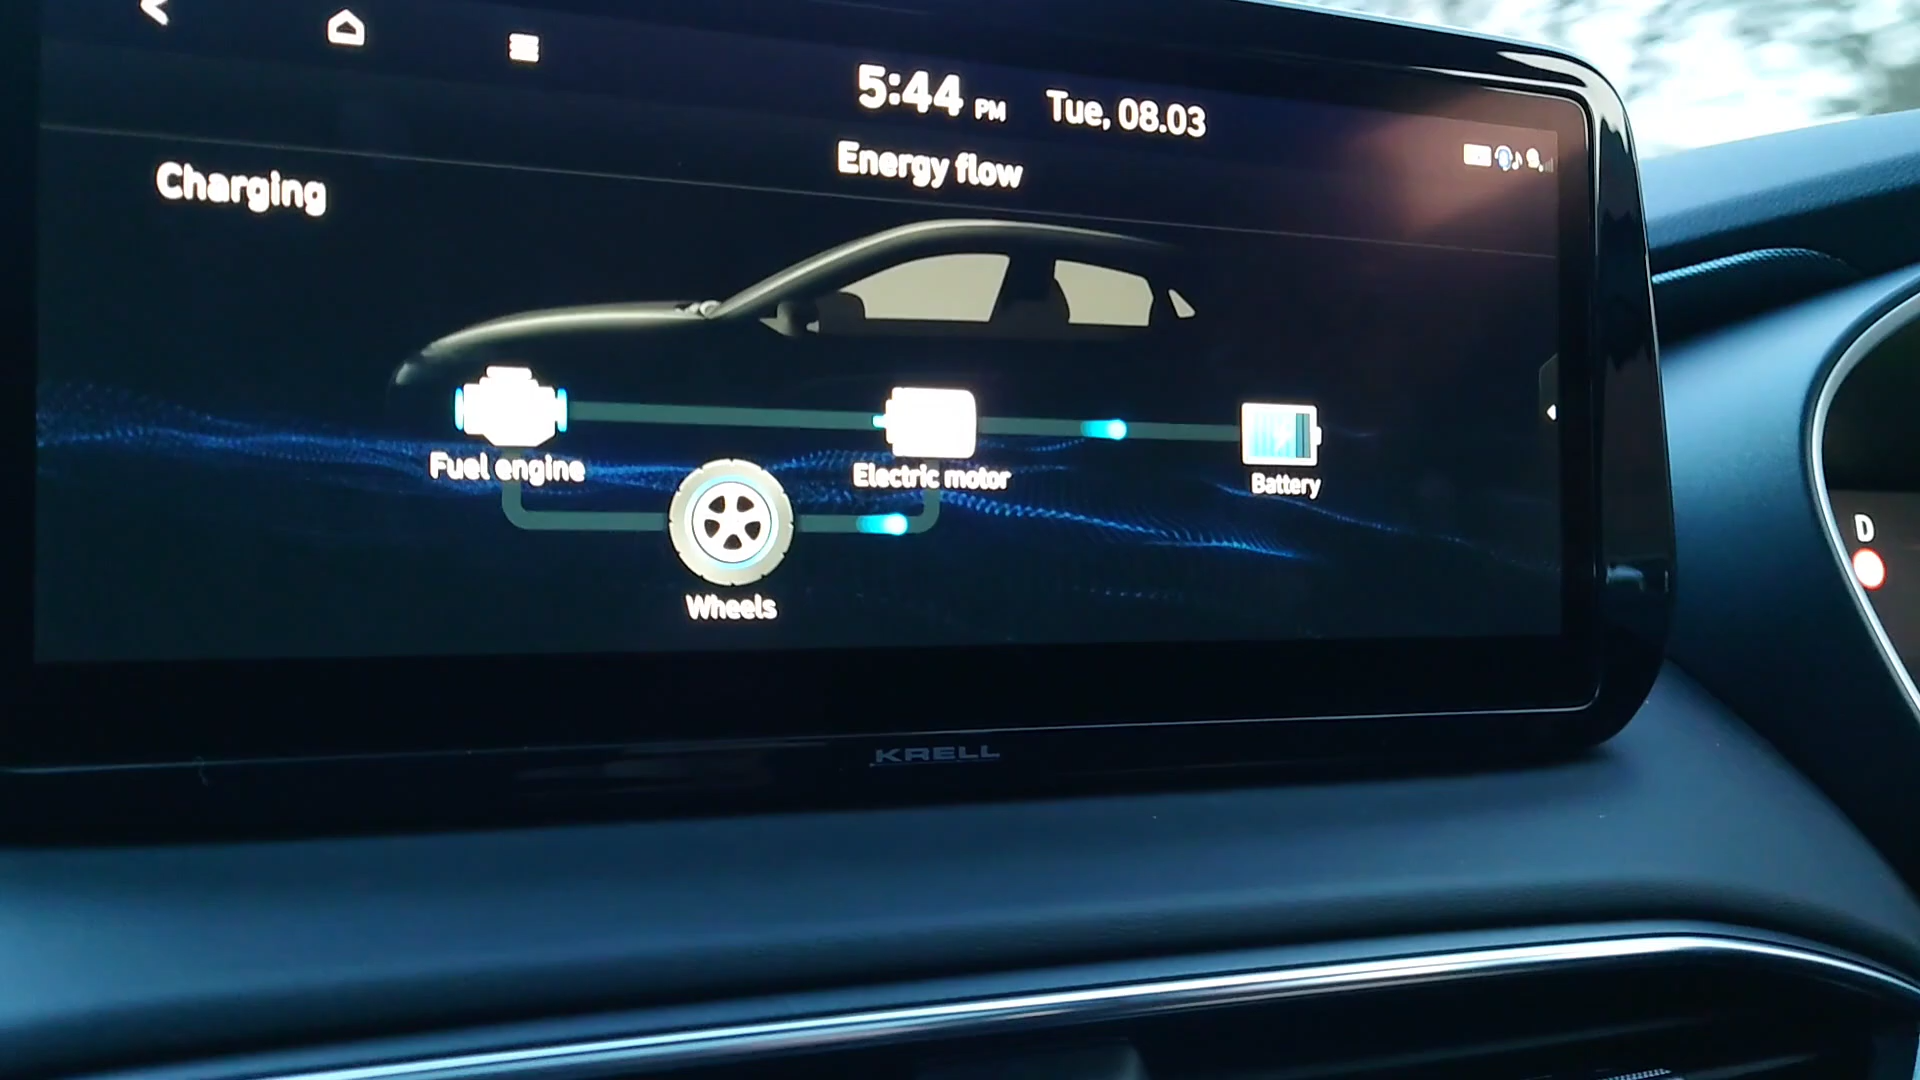 5:44 PM Tue, 08.03
Energy flow
Charging
Fuel engine
Electric motor
Battery
Wheels
KRELL
D